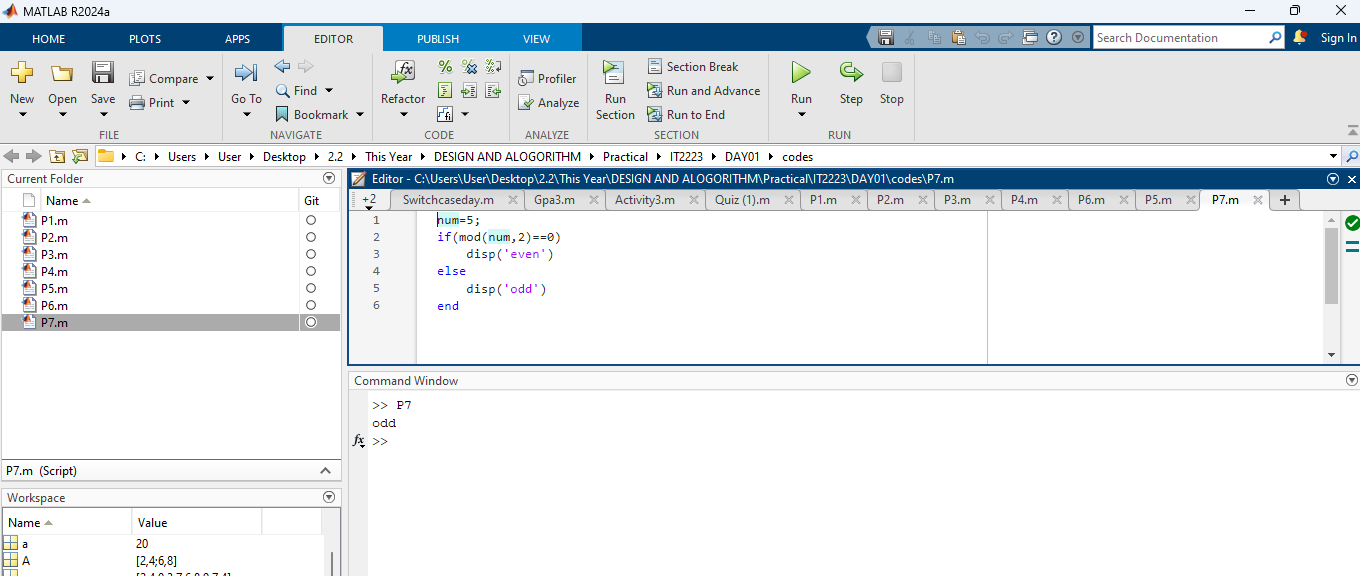 MATLAB R2024a
HOME PLOTS APPS EDITOR PUBLISH VIEW Search Documentation Sign In
New Open Save Compare Print Go To Find Bookmark Refactor Profiler Analyze Run Section Section Break Run and Advance Run to End Run Step Stop
FILE NAVIGATE CODE ANALYZE SECTION RUN
C: Users User Desktop 2.2 This Year DESIGN AND ALOGORITHM Practical IT2223 DAY01 codes
Current Folder
Name Git
P1.m
P2.m
P3.m
P4.m
P5.m
P6.m
P7.m
P7.m (Script)
Workspace
Name Value
a 20
A [2,4;6,8]
Editor - C:\Users\User\Desktop\2.2\This Year\DESIGN AND ALOGORITHM\Practical\IT2223\DAY01\codes\P7.m
+2 Switchcaseday.m Gpa3.m Activity3.m Quiz (1).m P1.m P2.m P3.m P4.m P6.m P5.m P7.m
1 num=5;
2 if(mod(num,2)==0)
3 disp('even')
4 else
5 disp('odd')
6 end
Command Window
>> P7
odd
fx >>